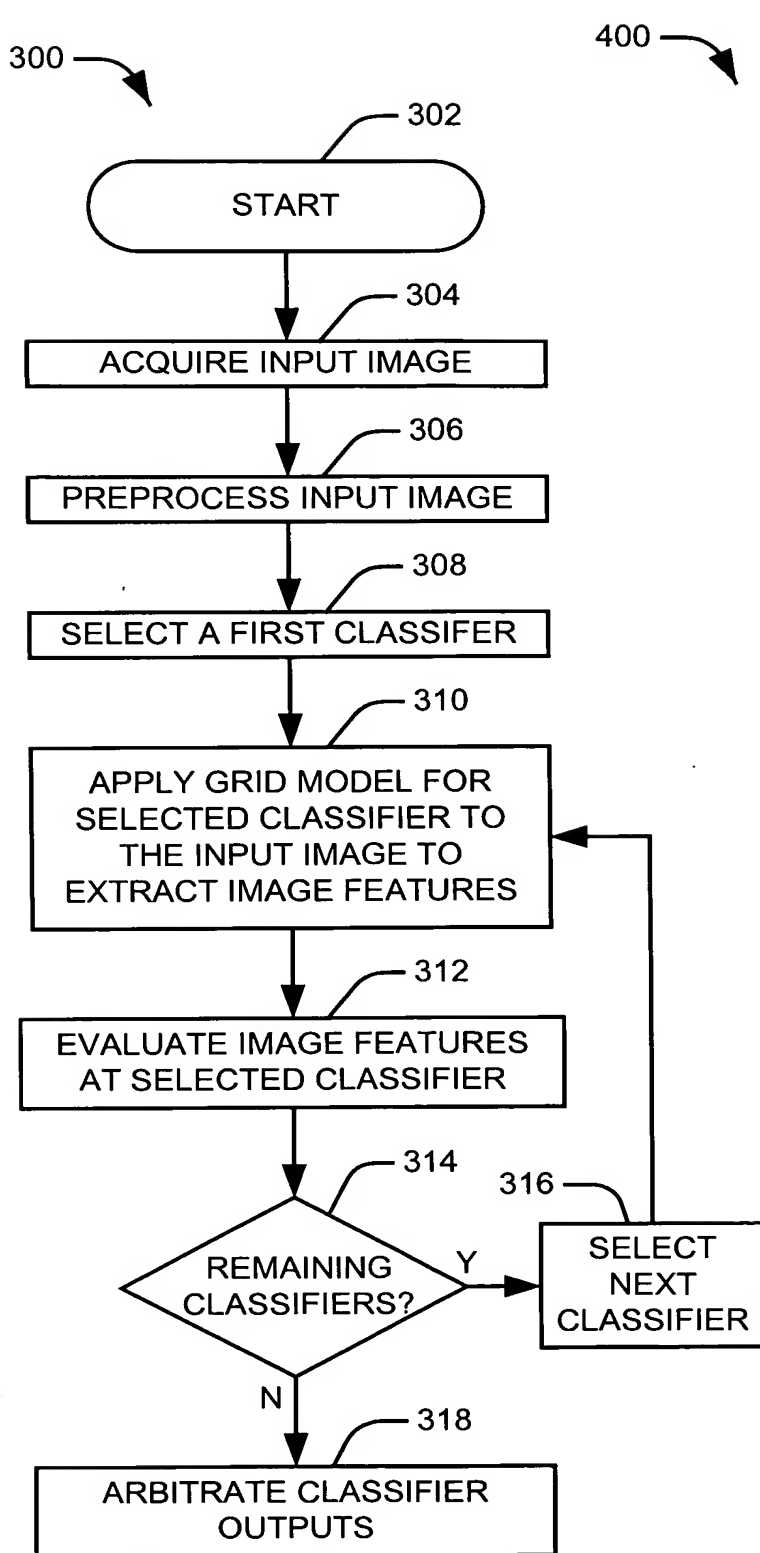 300
400
302
START
304
ACQUIRE INPUT IMAGE
306
PREPROCESS INPUT IMAGE
308
SELECT A FIRST CLASSIFER
310
APPLY GRID MODEL FOR
SELECTED CLASSIFIER TO
THE INPUT IMAGE TO
EXTRACT IMAGE FEATURES
312
EVALUATE IMAGE FEATURES
AT SELECTED CLASSIFIER
314
REMAINING
CLASSIFIERS?
Y
316
SELECT
NEXT
CLASSIFIER
N
318
ARBITRATE CLASSIFIER
OUTPUTS